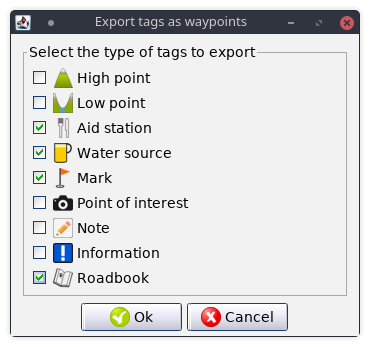 Export tags as waypoints
Select the type of tags to export
High point
Low point
Aid station
Water source
Mark
Point of interest
Note
Information
Roadbook
Ok
Cancel